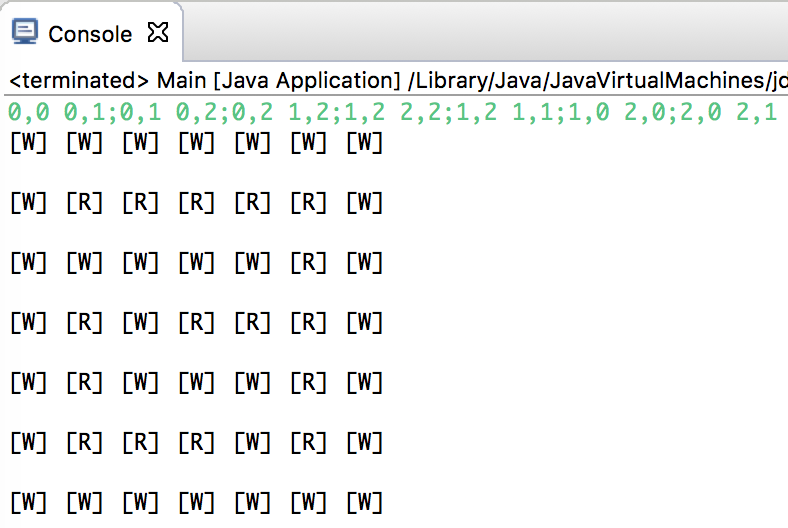 Console
<terminated> Main [Java Application] /Library/Java/JavaVirtualMachines/jd
0,0 0,1;0,1 0,2;0,2 1,2;1,2 2,2;1,2 1,1;1,0 2,0;2,0 2,1
[W] [W] [W] [W] [W] [W] [W]
[W] [R] [R] [R] [R] [R] [W]
[W] [W] [W] [W] [W] [R] [W]
[W] [R] [W] [R] [R] [R] [W]
[W] [R] [W] [W] [W] [R] [W]
[W] [R] [R] [R] [W] [R] [W]
[W] [W] [W] [W] [W] [W] [W]